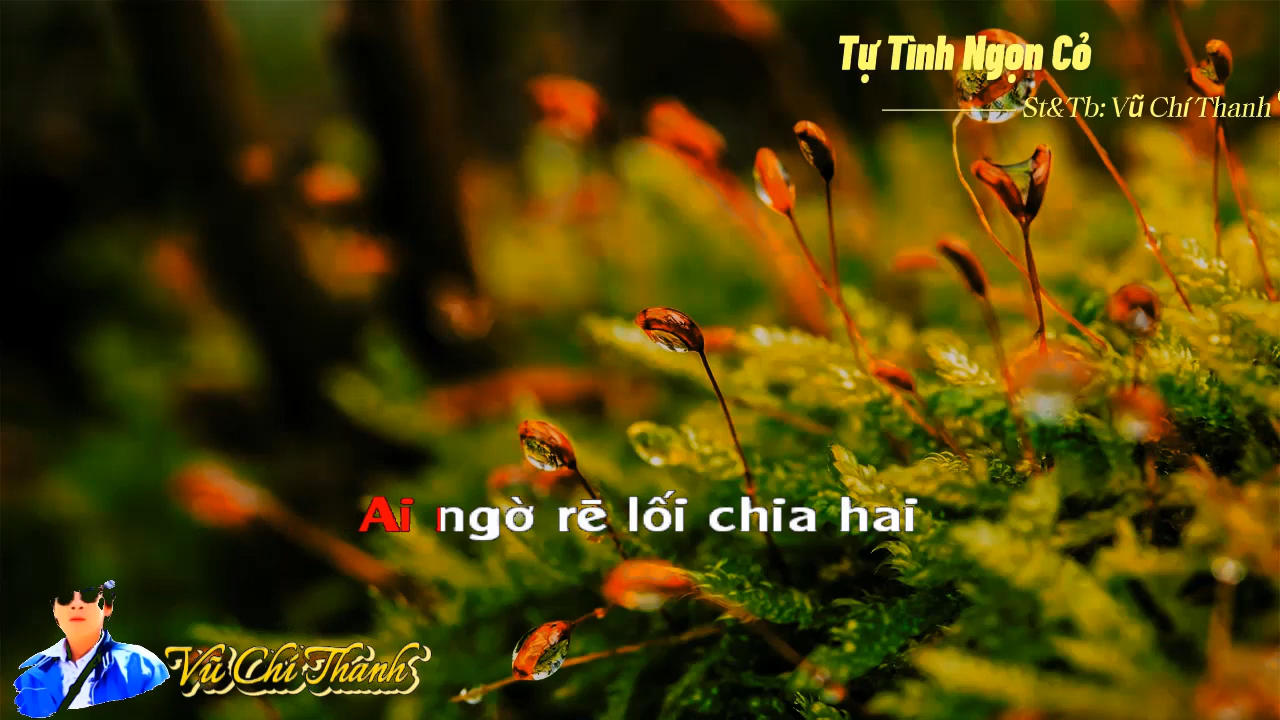 Tự Tình Ngọn Cỏ
St&Tb: Vũ Chí Thanh
Ai ngờ rẽ lối chia hai
Vũ Chí Thanh